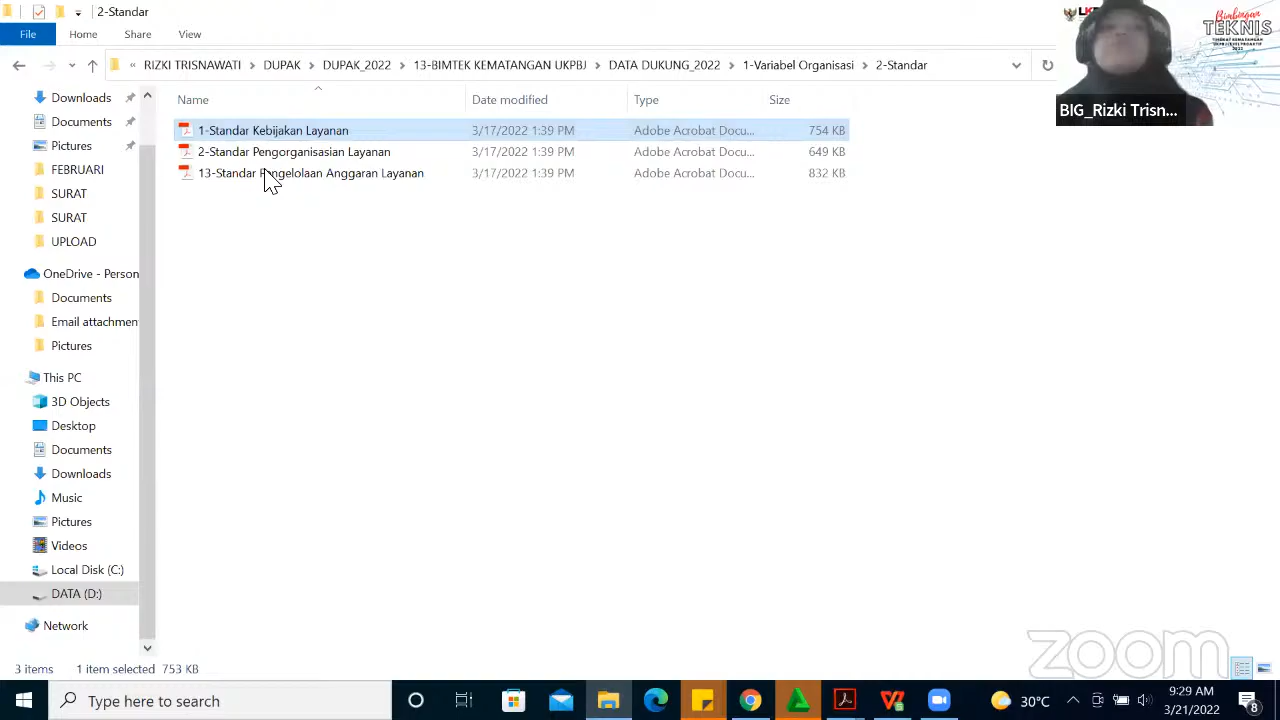 2-Standar
File Home Share View
« RIZKI TRISNAWATI DUPAK DUPAK_2022 13-BIMTEK KEMATANGAN UKPBJ DATA_DUKUNG_UKPBJ 1-Variabel Organisasi 2-Standar
Name Date modified Type Size
1-Standar Kebijakan Layanan 3/17/2022 1:39 PM Adobe Acrobat Docu... 754 KB
2-Standar Pengorganisasian Layanan 3/17/2022 1:39 PM Adobe Acrobat Docu... 649 KB
13-Standar Pengelolaan Anggaran Layanan 3/17/2022 1:39 PM Adobe Acrobat Docu... 832 KB
Downloads
Documents
Pictures
FEBRUARI
SURAT
SURAT
UPLOAD
OneDrive - Person
Documents
Email attachmen
Pictures
This PC
3D Objects
Desktop
Documents
Downloads
Music
Pictures
Videos
Local Disk (C:)
DATA (D:)
Network
3 items 1 item selected 753 KB
Bimbingan
TEKNIS
BIG_Rizki Trisn...
zoom
Type here to search
30°C
9:29 AM
3/21/2022
8